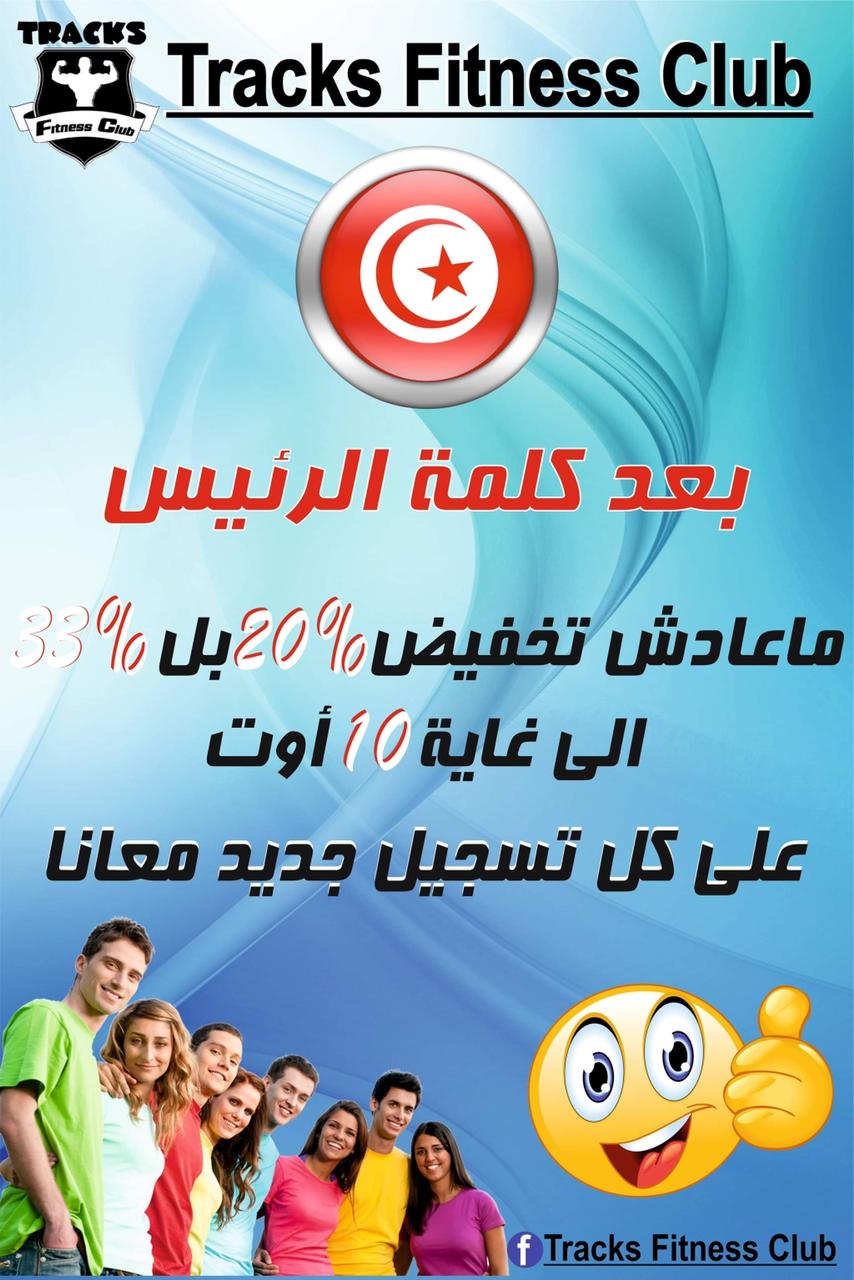 TRACKS
Fitness Club
Tracks Fitness Club
بعد كلمة الرئيس
ماعادش تخفيض 20% بل 33%
الى غاية 10 أوت
على كل تسجيل جديد معانا
f Tracks Fitness Club